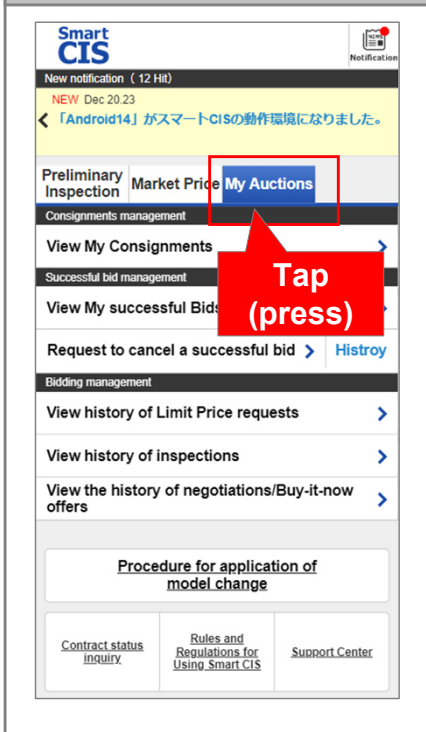 Smart
CIS
NEWS
Notification
New notification ( 12 Hit)
NEW Dec 20.23
「Android14」がスマートCISの動作環境になりました。
Preliminary
Inspection
Market Price
My Auctions
Consignments management
View My Consignments
Successful bid management
Tap
(press)
View My successful Bids
Request to cancel a successful bid
Histroy
Bidding management
View history of Limit Price requests
View history of inspections
View the history of negotiations/Buy-it-now
offers
Procedure for application of
model change
Contract status
inquiry
Rules and
Regulations for
Using Smart CIS
Support Center